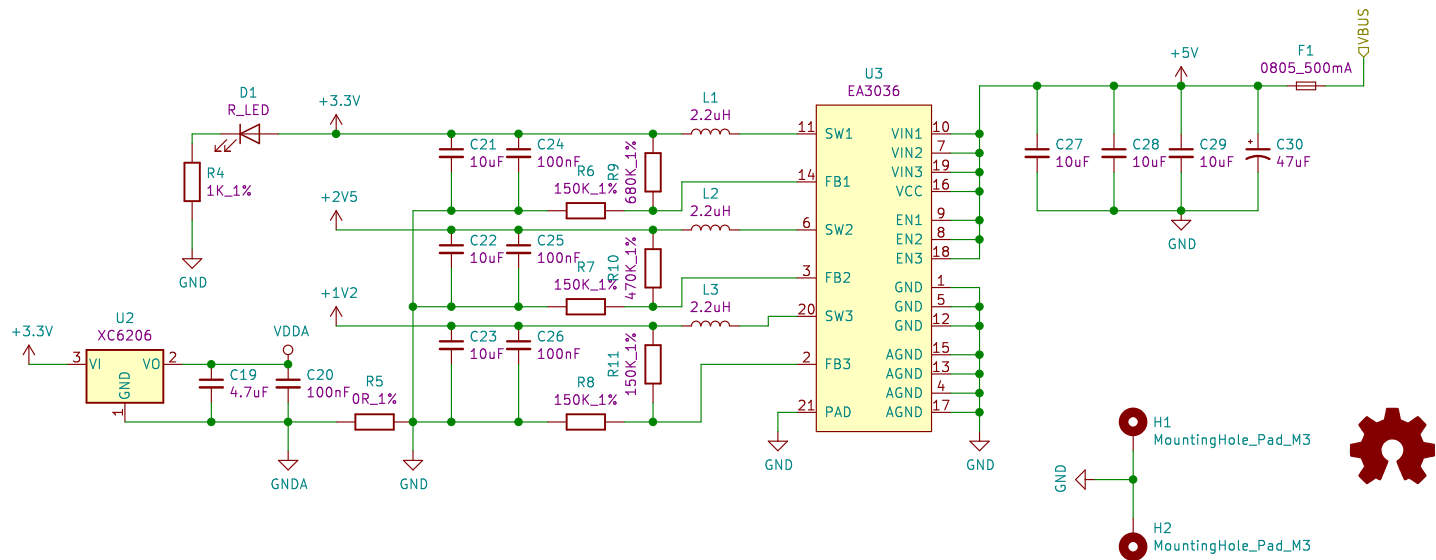 VBUS
F1
0805_500mA
+5V
C27
10uF
C28
10uF
C29
10uF
C30
47uF
GND
U3
EA3036
11 SW1 VIN1 10
VIN2 7
VIN3 19
14 FB1 VCC 16
6 SW2 EN1 9
EN2 8
EN3 18
3 FB2 GND 1
GND 5
20 SW3 GND 12
2 FB3 AGND 15
AGND 13
AGND 4
21 PAD AGND 17
GND
GND
D1
R_LED
+3.3V
R4
1K_1%
GND
L1
2.2uH
C21
10uF
C24
100nF
R6
150K_1%
R9
680K_1%
+2V5
L2
2.2uH
C22
10uF
C25
100nF
R7
150K_1%
R10
470K_1%
+1V2
L3
2.2uH
C23
10uF
C26
100nF
R8
150K_1%
R11
150K_1%
+3.3V
U2
XC6206
3 VI VO 2
GND
1
VDDA
C19
4.7uF
C20
100nF
R5
0R_1%
GNDA
GND
H1
MountingHole_Pad_M3
GND
H2
MountingHole_Pad_M3